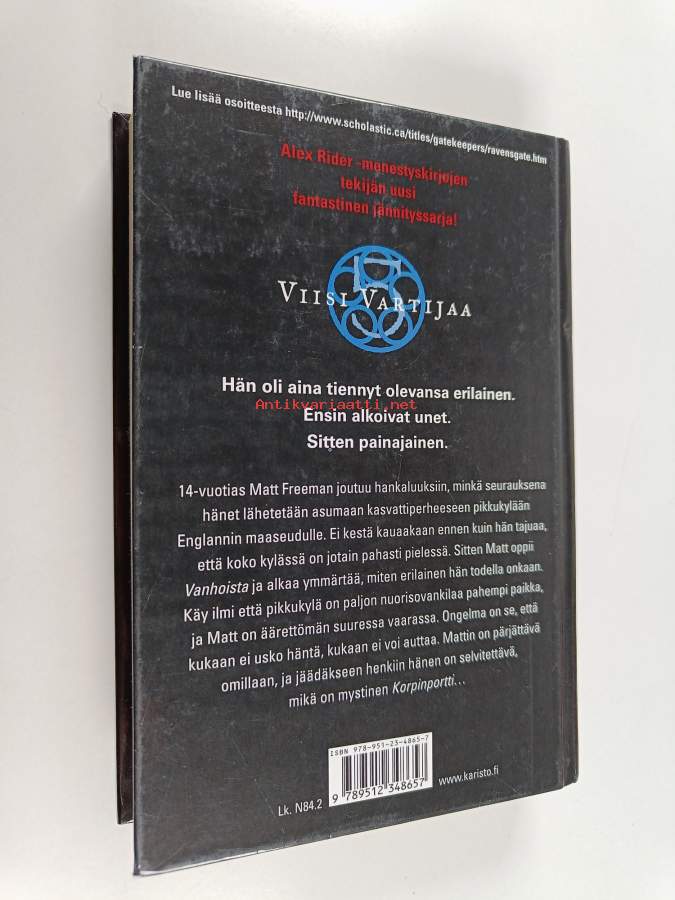 Lue lisää osoitteesta http://www.scholastic.ca/titles/gatekeepers/ravensgate.htm
Alex Rider -menestyskirjojen
tekijän uusi
fantastinen jännityssarja!
5
VIISI VARTIJAA
Hän oli aina tiennyt olevansa erilainen.
Antikvariaatti.net
Ensin alkoivat unet.
Sitten painajainen.
14-vuotias Matt Freeman joutuu hankaluuksiin, minkä seurauksena
hänet lähetetään asumaan kasvattiperheeseen pikkukylään
Englannin maaseudulle. Ei kestä kauaakaan ennen kuin hän tajuaa,
että koko kylässä on jotain pahasti pielessä. Sitten Matt oppii
Vanhoista ja alkaa ymmärtää, miten erilainen hän todella onkaan.
Käy ilmi että pikkukylä on paljon nuorisovankilaa pahempi paikka,
ja Matt on äärettömän suuressa vaarassa. Ongelma on se, että
kukaan ei usko häntä, kukaan ei voi auttaa. Mattin on pärjättävä
omillaan, ja jäädäkseen henkiin hänen on selvitettävä,
mikä on mystinen Korpinportti...
ISBN 978-951-23-4865-7
9 789512 348657
Lk. N84.2
www.karisto.fi